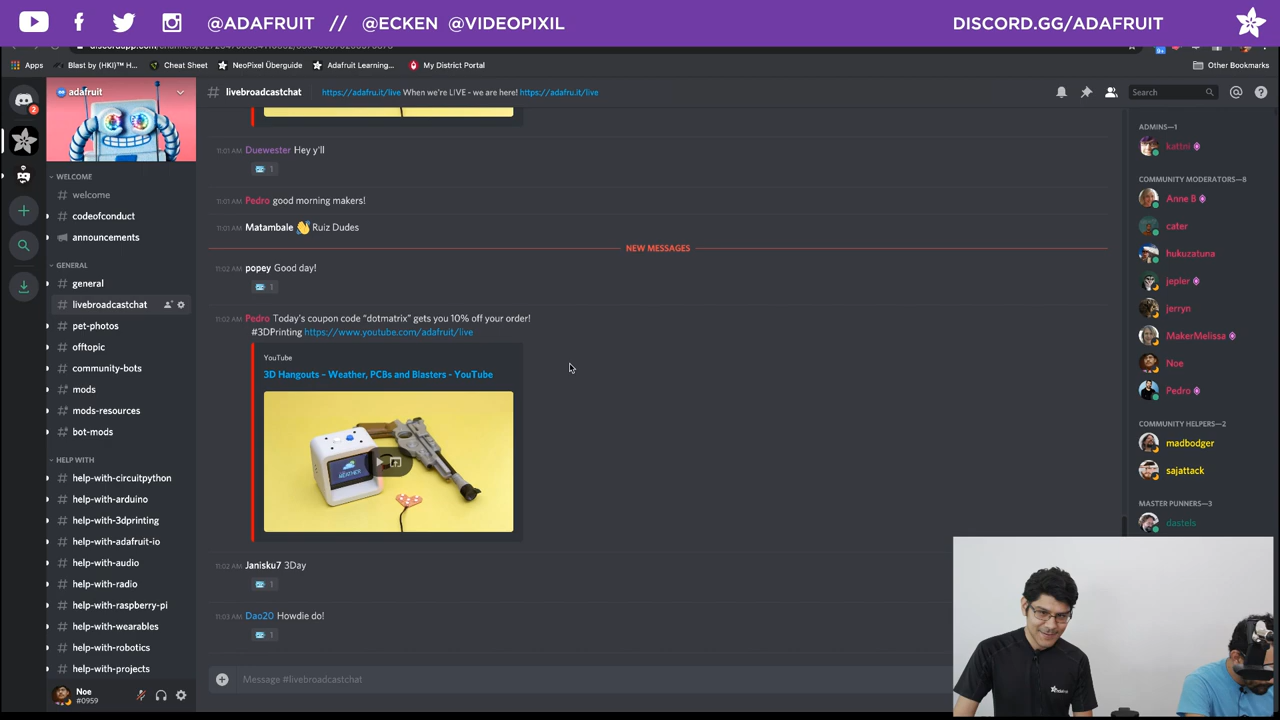 @ADAFRUIT // @ECKEN @VIDEOPIXIL
DISCORD.GG/ADAFRUIT
Apps
Blast by (HKI)™ H...
Cheat Sheet
NeoPixel Überguide
Adafruit Learning...
My District Portal
Other Bookmarks
adafruit
# livebroadcastchat
https://adafru.it/live When we're LIVE - we are here! https://adafru.it/live
Search
2
WELCOME
# welcome
# codeofconduct
announcements
GENERAL
# general
# livebroadcastchat
# pet-photos
# offtopic
# community-bots
# mods
# mods-resources
# bot-mods
HELP WITH
# help-with-circuitpython
# help-with-arduino
# help-with-3dprinting
# help-with-adafruit-io
# help-with-audio
# help-with-radio
# help-with-raspberry-pi
# help-with-wearables
# help-with-robotics
# help-with-projects
Noe
#0959
11:01 AM Duewester Hey y'll
1
11:01 AM Pedro good morning makers!
11:01 AM Matambale 👋 Ruiz Dudes
NEW MESSAGES
11:02 AM popey Good day!
1
11:02 AM Pedro Today's coupon code "dotmatrix" gets you 10% off your order!
#3DPrinting https://www.youtube.com/adafruit/live
YouTube
3D Hangouts – Weather, PCBs and Blasters - YouTube
WEATHER
11:02 AM Janisku7 3Day
1
11:03 AM Dao20 Howdie do!
1
Message #livebroadcastchat
ADMINS—1
kattni
COMMUNITY MODERATORS—8
Anne B
cater
hukuzatuna
jepler
jerryn
MakerMelissa
Noe
Pedro
COMMUNITY HELPERS—2
madbodger
sajattack
MASTER PUNNERS—3
dastels